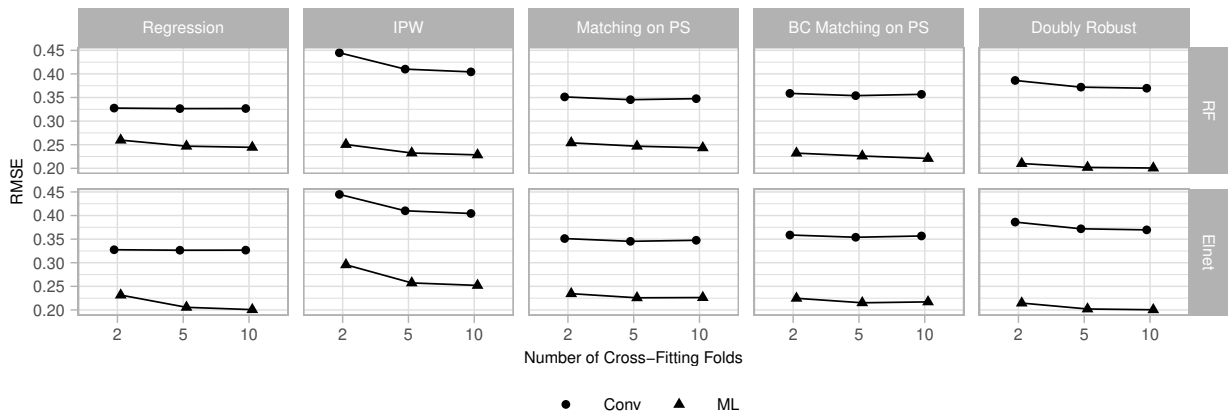 Regression IPW Matching on PS BC Matching on PS Doubly Robust
RMSE
0.45
0.40
0.35
0.30
0.25
0.20
RF
0.45
0.40
0.35
0.30
0.25
0.20
Elnet
2 5 10 2 5 10 2 5 10 2 5 10 2 5 10
Number of Cross−Fitting Folds
Conv ML